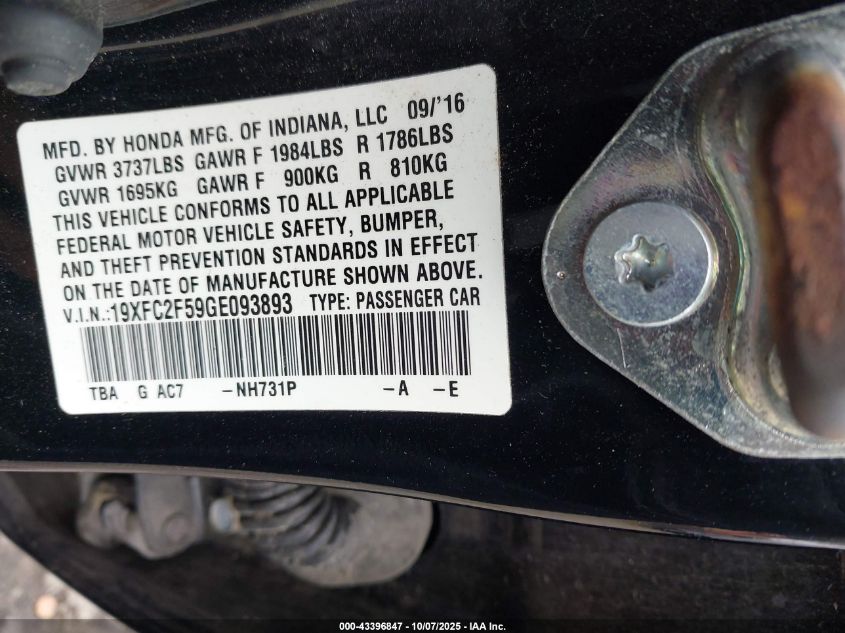 MFD. BY HONDA MFG. OF INDIANA, LLC 09/'16
GVWR 3737LBS GAWR F 1984LBS R 1786LBS
GVWR 1695KG GAWR F 900KG R 810KG
THIS VEHICLE CONFORMS TO ALL APPLICABLE
FEDERAL MOTOR VEHICLE SAFETY, BUMPER,
AND THEFT PREVENTION STANDARDS IN EFFECT
ON THE DATE OF MANUFACTURE SHOWN ABOVE.
V.I.N.:19XFC2F59GE093893 TYPE: PASSENGER CAR
TBA G AC7 -NH731P -A -E
000-43396847 - 10/07/2025 - IAA Inc.